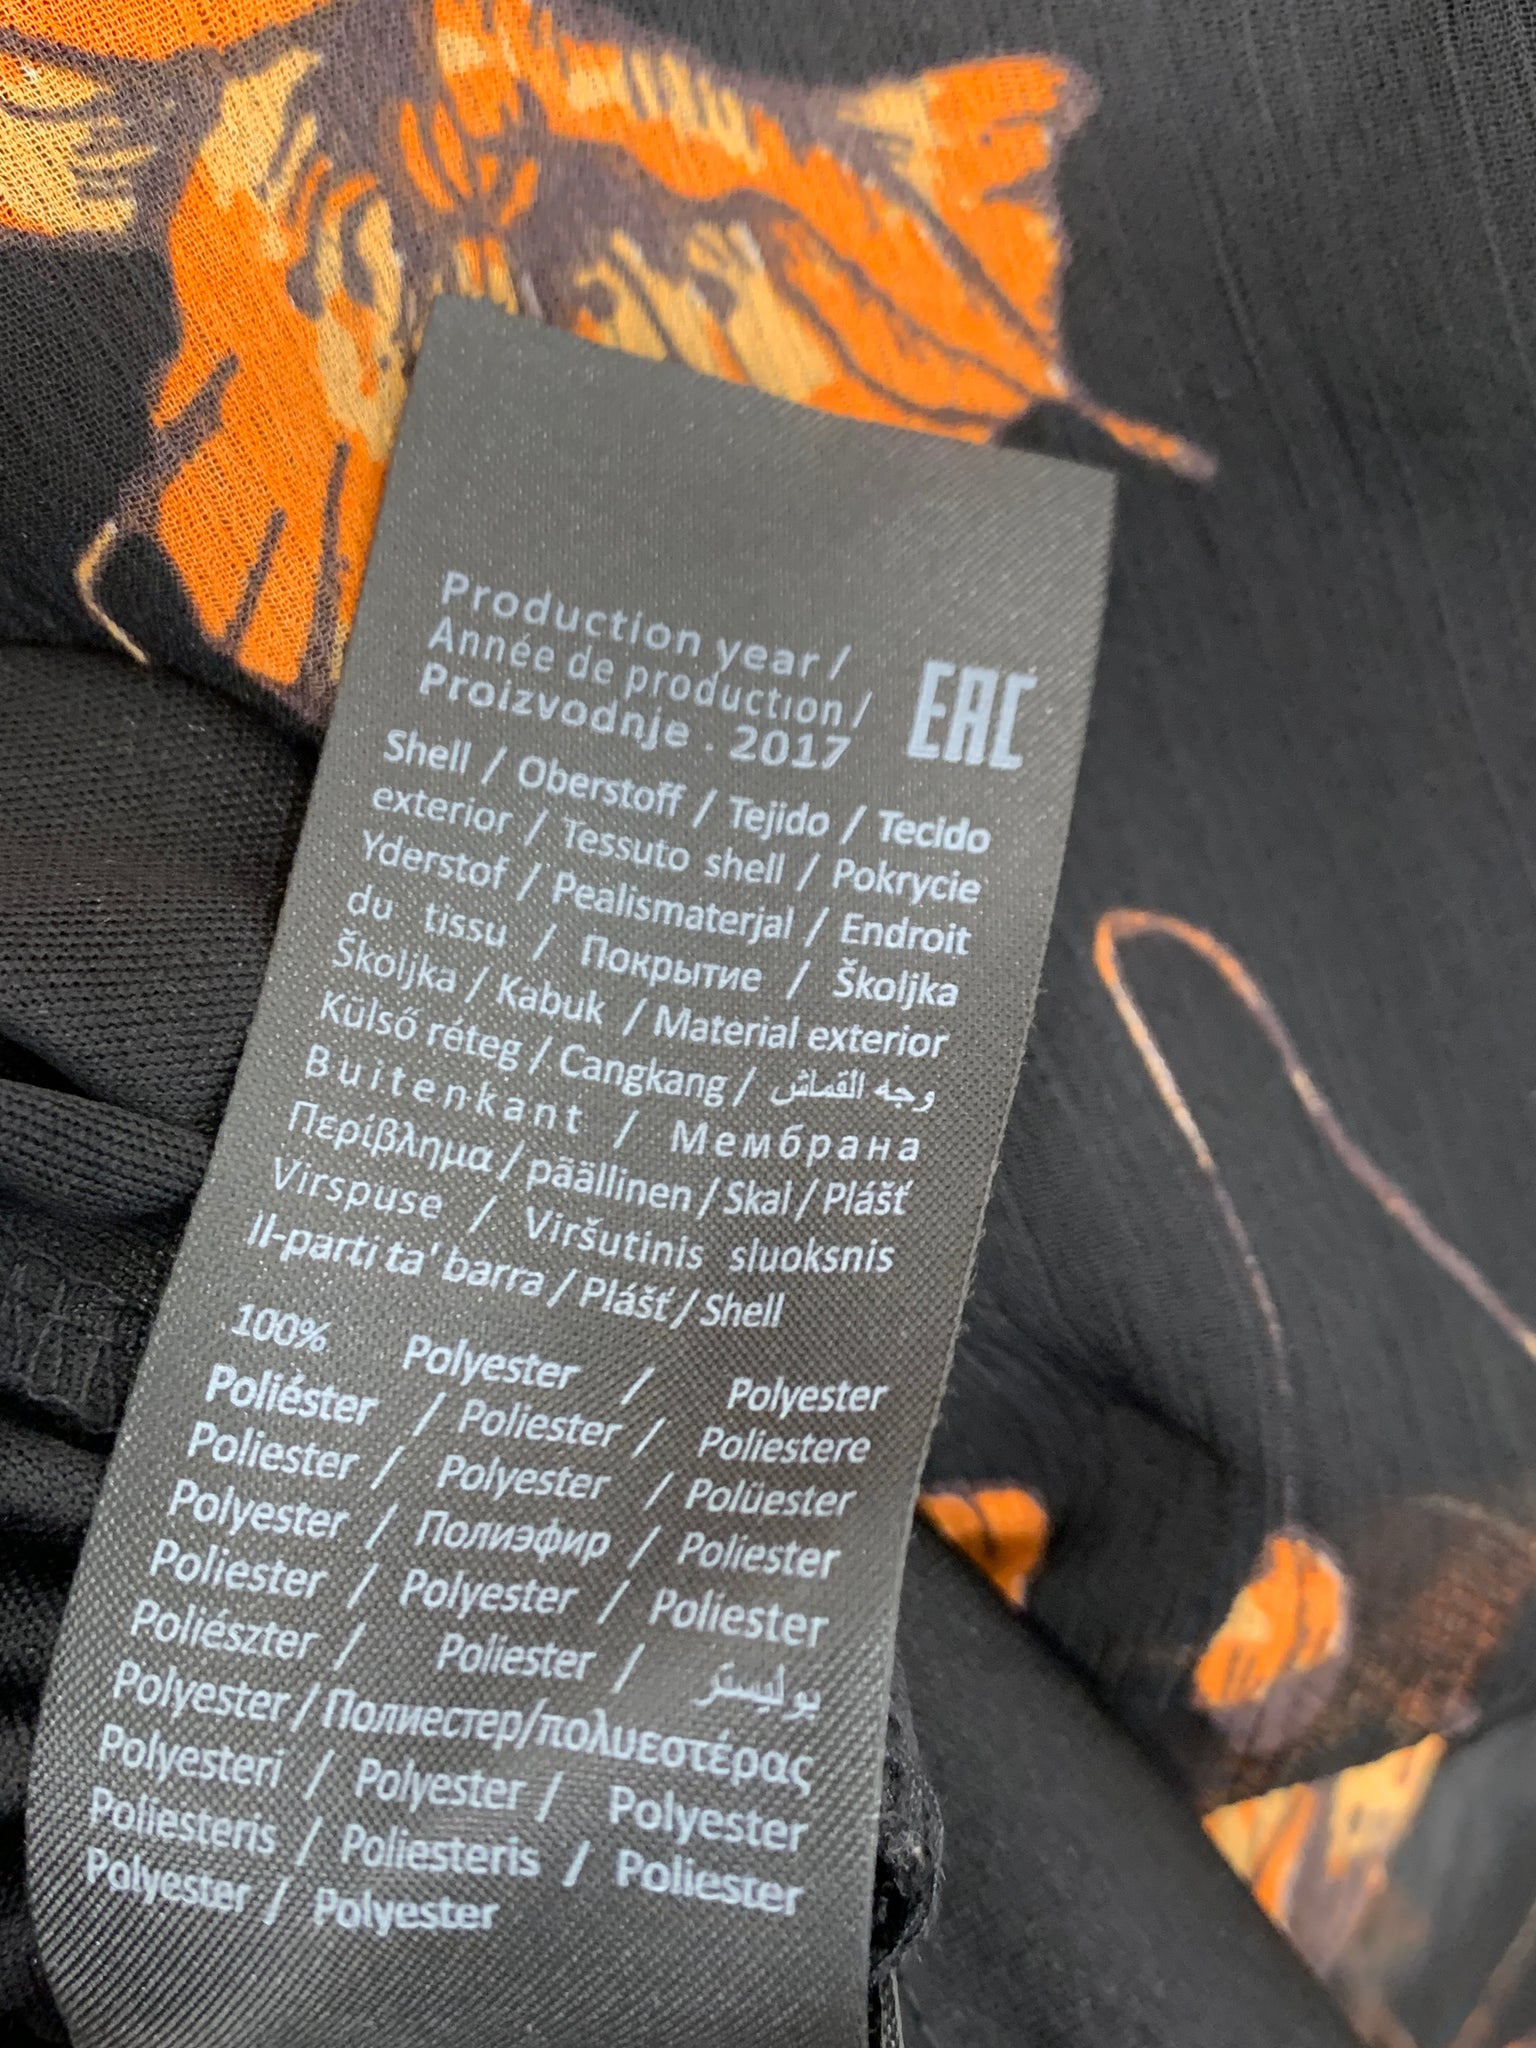 Production year /
Année de production /
Proizvodnje . 2017
EAC
Shell / Oberstoff / Tejido / Tecido
exterior / Tessuto shell / Pokrycie
Yderstof / Pealismaterjal / Endroit
du tissu / Покрытие / Školjka
Školjka / Kabuk / Material exterior
Külső réteg / Cangkang / وجه القماش
Buitenkant / Мембрана
Περίβλημα / päällinen / Skal / Plášť
Virspuse / Viršutinis sluoksnis
Il-parti ta' barra / Plášť / Shell
100% Polyester / Polyester
Poliéster / Poliester / Poliestere
Poliester / Polyester / Polüester
Polyester / Полиэфир / Poliester
Poliester / Polyester / Poliester
Poliészter / Poliester / بوليستر
Polyester / Полиестер/πολυεστέρας
Polyesteri / Polyester / Polyester
Poliesteris / Poliesteris / Poliester
Polyester / Polyester